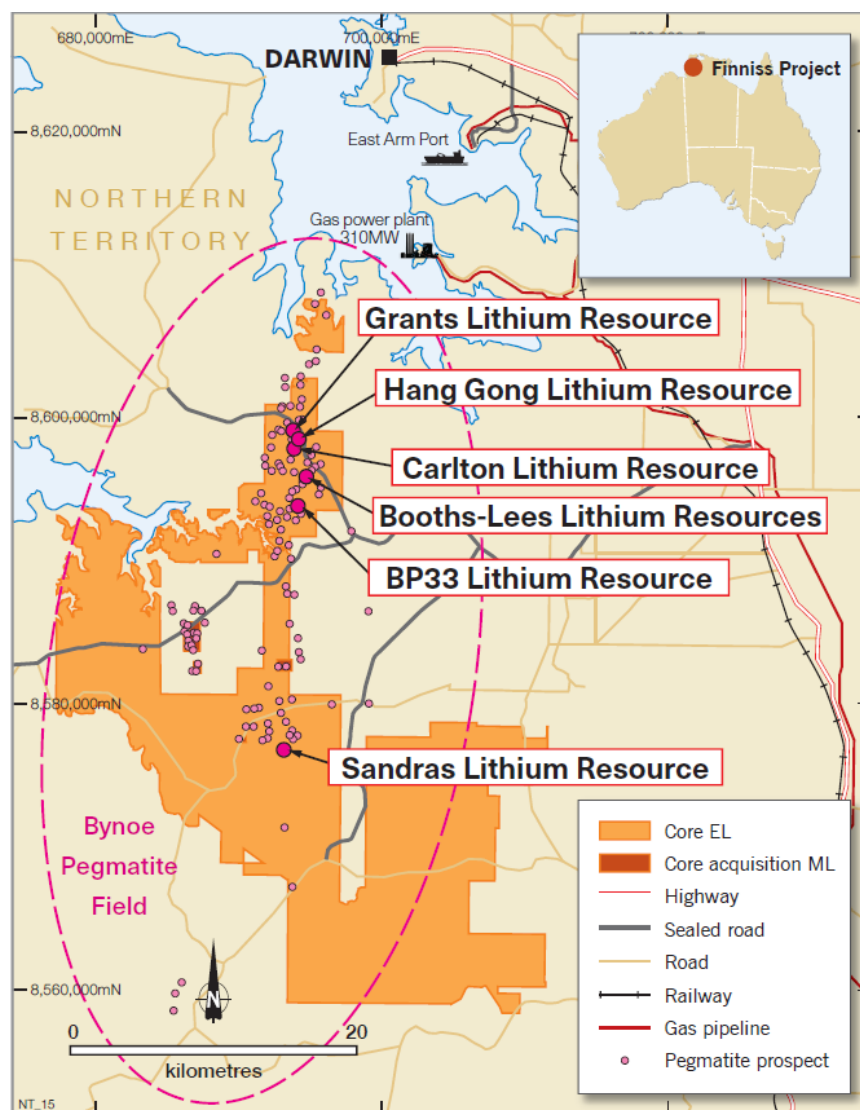 680,000mE
700,000mE
DARWIN
Finniss Project
8,620,000mN
East Arm Port
NORTHERN
TERRITORY
Gas power plant
310MW
Grants Lithium Resource
Hang Gong Lithium Resource
8,600,000mN
Carlton Lithium Resource
Booths-Lees Lithium Resources
BP33 Lithium Resource
8,580,000mN
Sandras Lithium Resource
Bynoe
Pegmatite
Field
Core EL
Core acquisition ML
Highway
Sealed road
Road
Railway
Gas pipeline
Pegmatite prospect
8,560,000mN
N
0
20
kilometres
NT_15